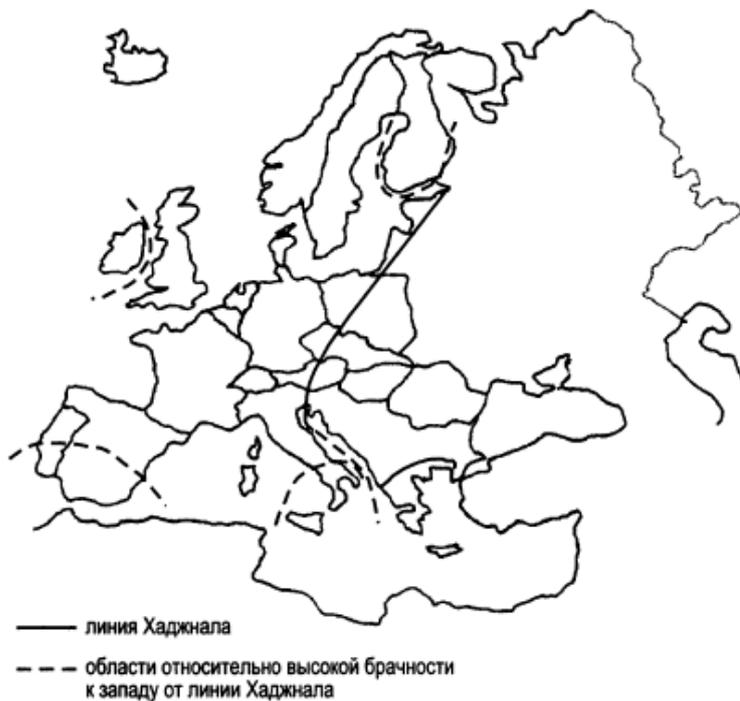 линия Хаджнала
области относительно высокой брачности
к западу от линии Хаджнала